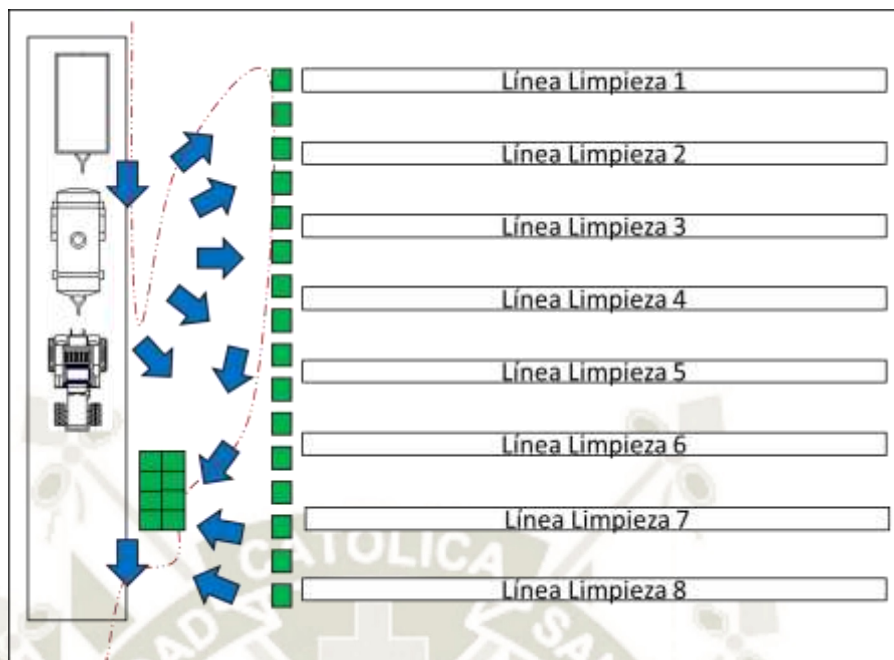 Línea Limpieza 1
Línea Limpieza 2
Línea Limpieza 3
Línea Limpieza 4
Línea Limpieza 5
Línea Limpieza 6
Línea Limpieza 7
CATOLICA
Línea Limpieza 8